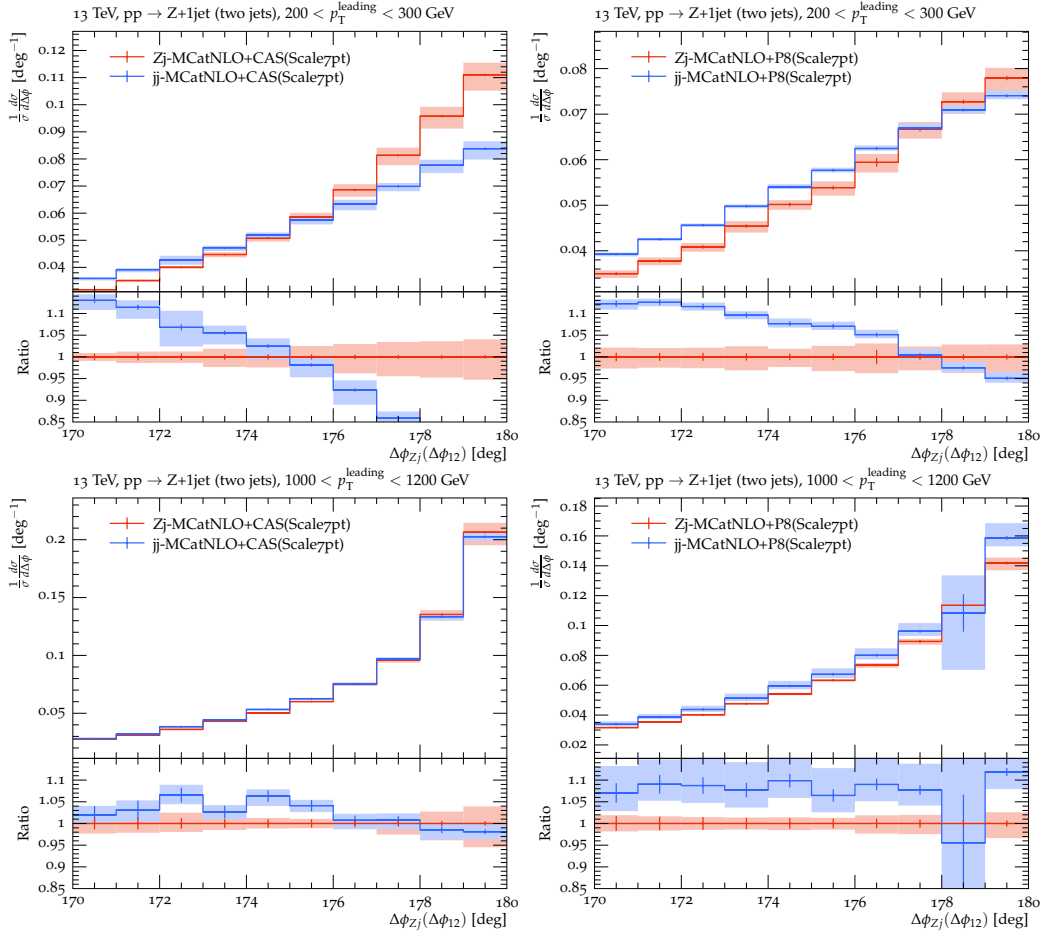 13 TeV, pp → Z+1jet (two jets), 200 < p_T^leading < 300 GeV
Zj-MCatNLO+CAS(Scale7pt)
jj-MCatNLO+CAS(Scale7pt)
1/σ dσ/dΔϕ [deg⁻¹]
0.12
0.11
0.1
0.09
0.08
0.07
0.06
0.05
0.04
Ratio
1.1
1.05
1
0.95
0.9
0.85
170 172 174 176 178 180
Δϕ_Zj(Δϕ_12) [deg]
13 TeV, pp → Z+1jet (two jets), 200 < p_T^leading < 300 GeV
Zj-MCatNLO+P8(Scale7pt)
jj-MCatNLO+P8(Scale7pt)
1/σ dσ/dΔϕ [deg⁻¹]
0.08
0.07
0.06
0.05
0.04
Ratio
1.1
1.05
1
0.95
0.9
0.85
170 172 174 176 178 180
Δϕ_Zj(Δϕ_12) [deg]
13 TeV, pp → Z+1jet (two jets), 1000 < p_T^leading < 1200 GeV
Zj-MCatNLO+CAS(Scale7pt)
jj-MCatNLO+CAS(Scale7pt)
1/σ dσ/dΔϕ [deg⁻¹]
0.2
0.15
0.1
0.05
Ratio
1.1
1.05
1
0.95
0.9
0.85
170 172 174 176 178 180
Δϕ_Zj(Δϕ_12) [deg]
13 TeV, pp → Z+1jet (two jets), 1000 < p_T^leading < 1200 GeV
Zj-MCatNLO+P8(Scale7pt)
jj-MCatNLO+P8(Scale7pt)
1/σ dσ/dΔϕ [deg⁻¹]
0.18
0.16
0.14
0.12
0.1
0.08
0.06
0.04
0.02
Ratio
1.1
1.05
1
0.95
0.9
0.85
170 172 174 176 178 180
Δϕ_Zj(Δϕ_12) [deg]